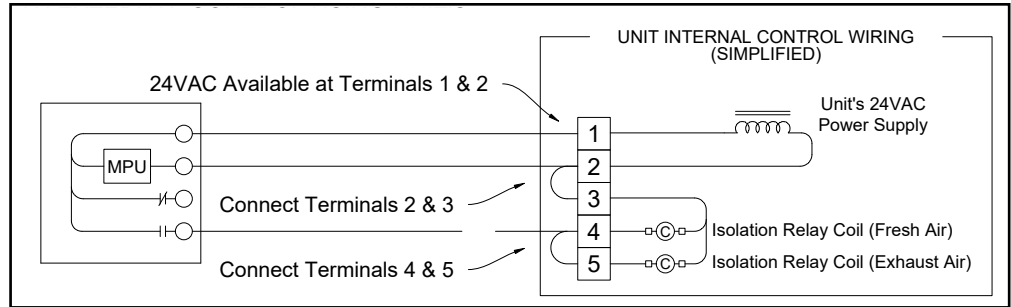 UNIT INTERNAL CONTROL WIRING
(SIMPLIFIED)
24VAC Available at Terminals 1 & 2
Unit's 24VAC
Power Supply
1
MPU
2
3
Connect Terminals 2 & 3
4
C
Isolation Relay Coil (Fresh Air)
5
C
Isolation Relay Coil (Exhaust Air)
Connect Terminals 4 & 5